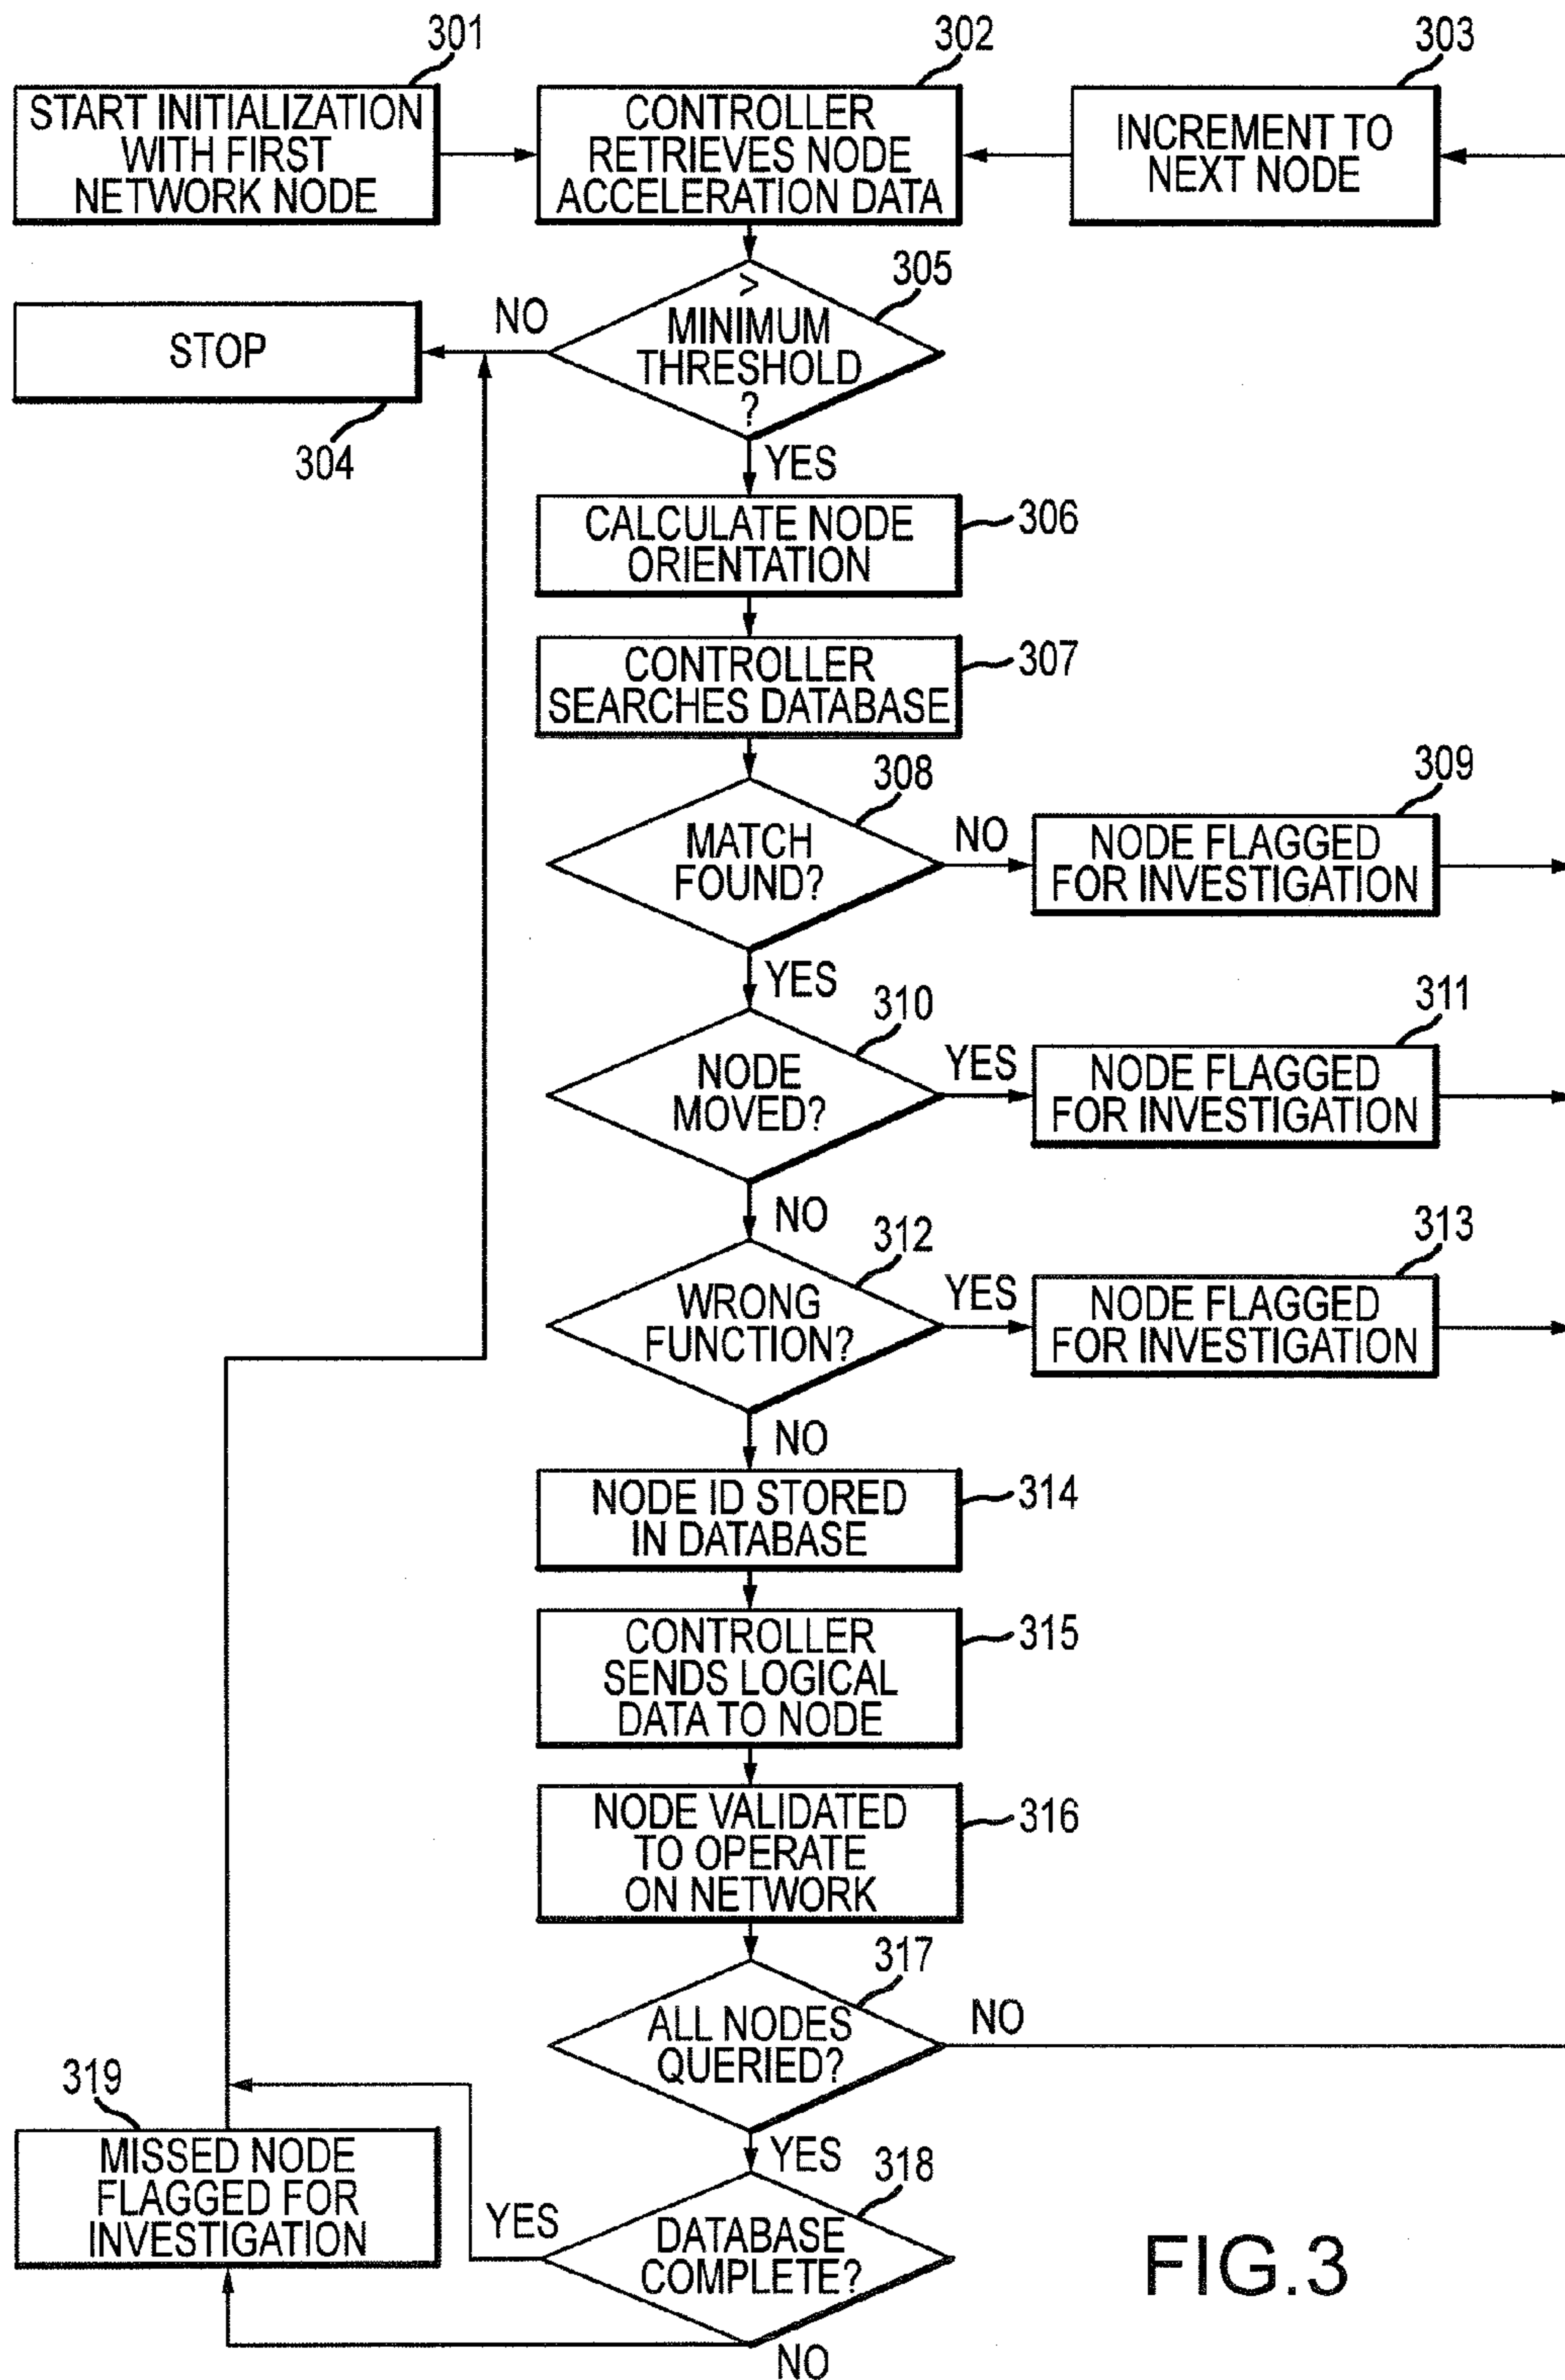 301
START INITIALIZATION
WITH FIRST
NETWORK NODE
302
CONTROLLER
RETRIEVES NODE
ACCELERATION DATA
303
INCREMENT TO
NEXT NODE
305
>
MINIMUM
THRESHOLD
?
NO
STOP
304
YES
CALCULATE NODE
ORIENTATION
306
CONTROLLER
SEARCHES DATABASE
307
308
MATCH
FOUND?
NO
309
NODE FLAGGED
FOR INVESTIGATION
YES
310
NODE
MOVED?
YES
311
NODE FLAGGED
FOR INVESTIGATION
NO
312
WRONG
FUNCTION?
YES
313
NODE FLAGGED
FOR INVESTIGATION
NO
NODE ID STORED
IN DATABASE
314
CONTROLLER
SENDS LOGICAL
DATA TO NODE
315
NODE VALIDATED
TO OPERATE
ON NETWORK
316
317
ALL NODES
QUERIED?
NO
YES
318
DATABASE
COMPLETE?
YES
NO
319
MISSED NODE
FLAGGED FOR
INVESTIGATION
FIG.3